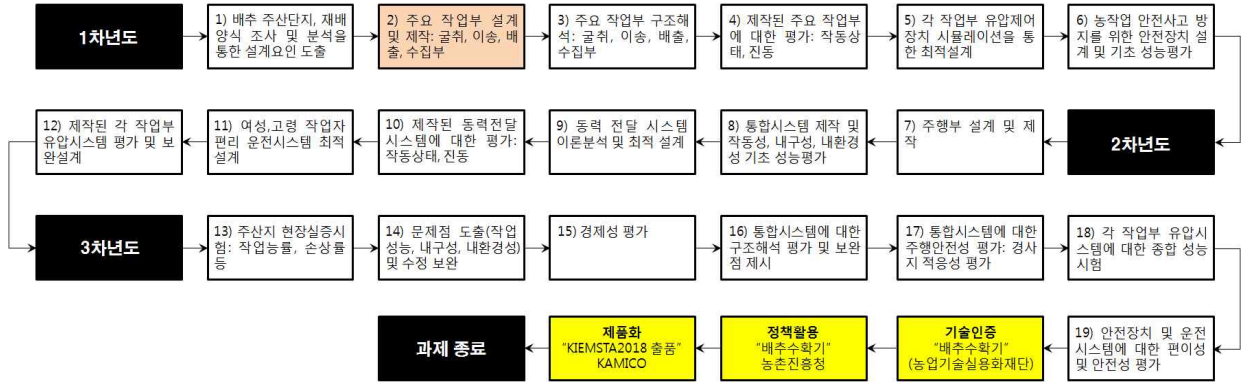 1차년도
1) 배추 주산단지, 재배
양식 조사 및 분석을
통한 설계요인 도출
2) 주요 작업부 설계
및 제작: 굴취, 이송, 배
출, 수집부
3) 주요 작업부 구조해
석: 굴취, 이송, 배출,
수집부
4) 제작된 주요 작업부
에 대한 평가: 작동상
태, 진동
5) 각 작업부 유압제어
장치 시뮬레이션을 통
한 최적설계
6) 농작업 안전사고 방
지를 위한 안전장치 설
계 및 기초 성능평가
2차년도
7) 주행부 설계 및 제
작
8) 통합시스템 제작 및
작동성, 내구성, 내환경
성 기초 성능평가
9) 동력 전달 시스템
이론분석 및 최적 설계
10) 제작된 동력전달
시스템에 대한 평가:
작동상태, 진동
11) 여성,고령 작업자
편리 운전시스템 최적
설계
12) 제작된 각 작업부
유압시스템 평가 및 보
완설계
3차년도
13) 주산지 현장실증시
험: 작업능률, 손상률
등
14) 문제점 도출(작업
성능, 내구성, 내환경성)
및 수정 보완
15) 경제성 평가
16) 통합시스템에 대한
구조해석 평가 및 보완
점 제시
17) 통합시스템에 대한
주행안전성 평가: 경사
지 적응성 평가
18) 각 작업부 유압시
스템에 대한 종합 성능
시험
19) 안전장치 및 운전
시스템에 대한 편이성
및 안전성 평가
기술인증
"배추수확기"
(농업기술실용화재단)
정책활용
"배추수확기"
농촌진흥청
제품화
"KIEMSTA2018 출품"
KAMICO
과제 종료